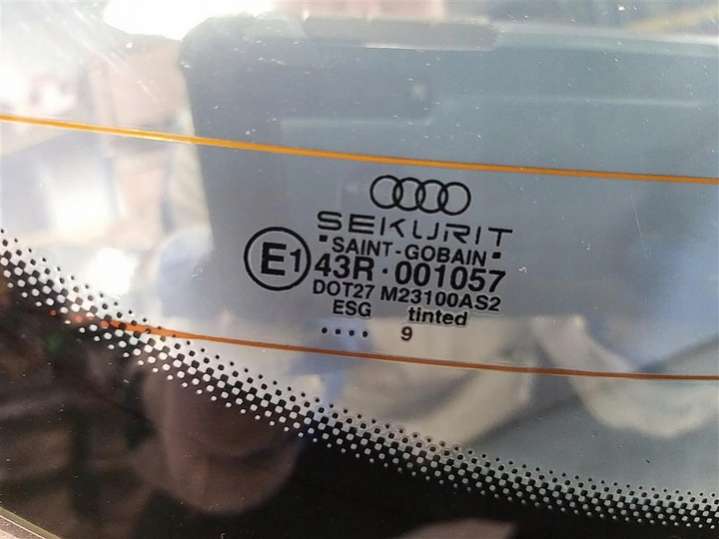 SEKURIT
SAINT-GOBAIN
E1 43R · 001057
DOT27 M23100AS2
ESG tinted
.... 9